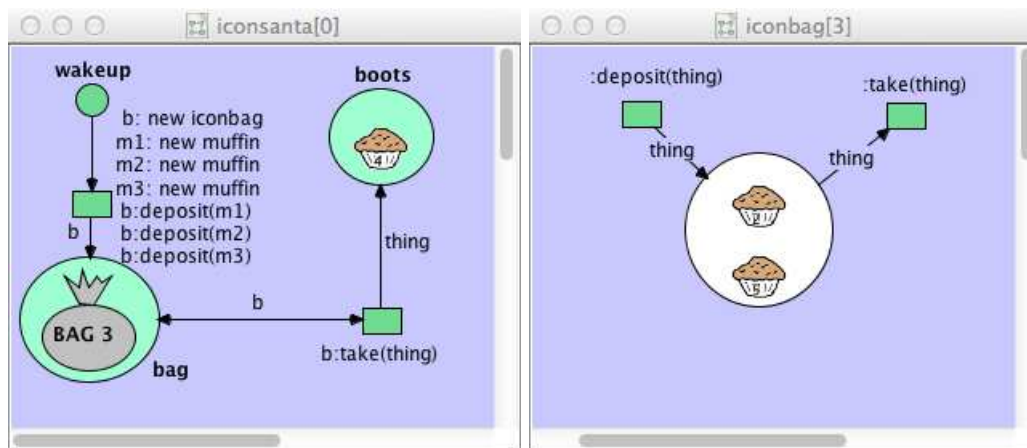 iconsanta[0]
wakeup
b: new iconbag
m1: new muffin
m2: new muffin
m3: new muffin
b:deposit(m1)
b:deposit(m2)
b:deposit(m3)
b
BAG 3
bag
b
boots
4
thing
b:take(thing)
iconbag[3]
:deposit(thing)
:take(thing)
thing
thing
2
5